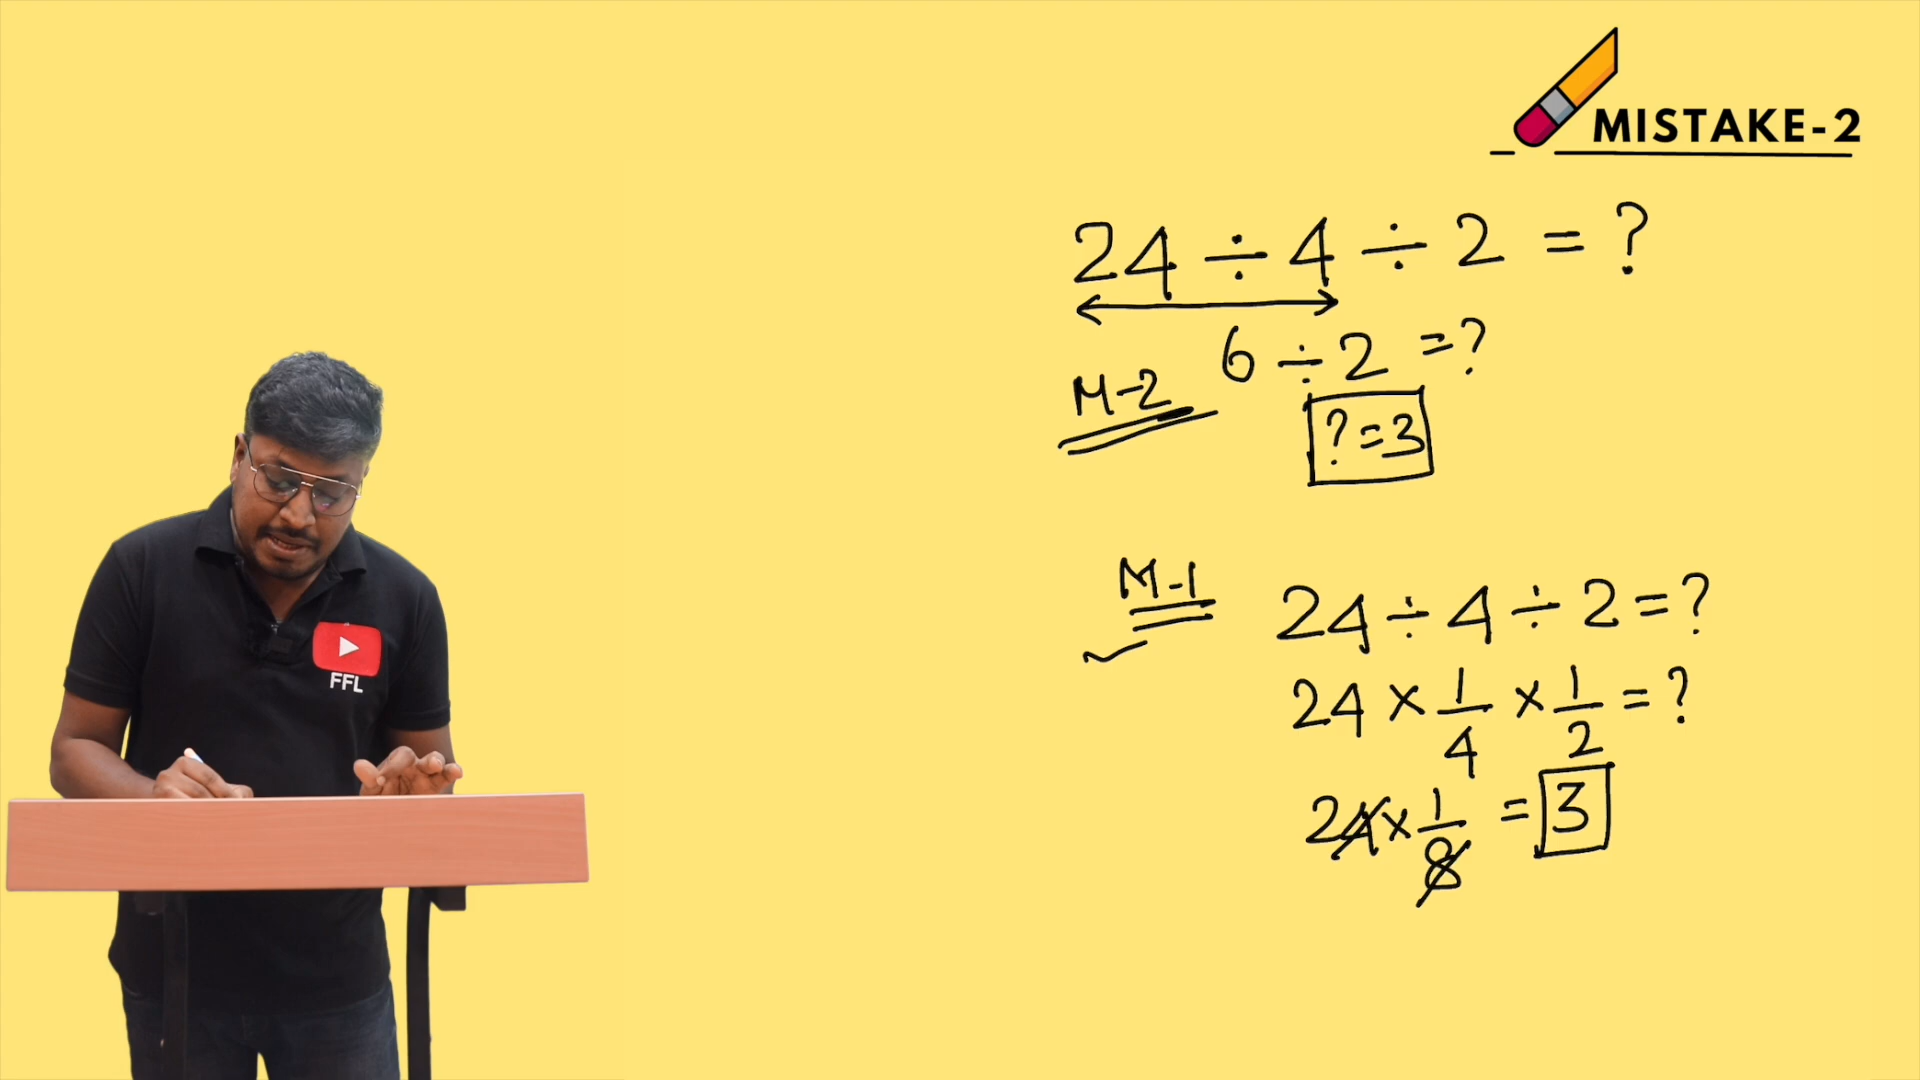 MISTAKE-2
24 ÷ 4 ÷ 2 = ?
6 ÷ 2 = ?
M-2
? = 3
M-1
24 ÷ 4 ÷ 2 = ?
24 × 1/4 × 1/2 = ?
24 × 1/8 = 3
FFL